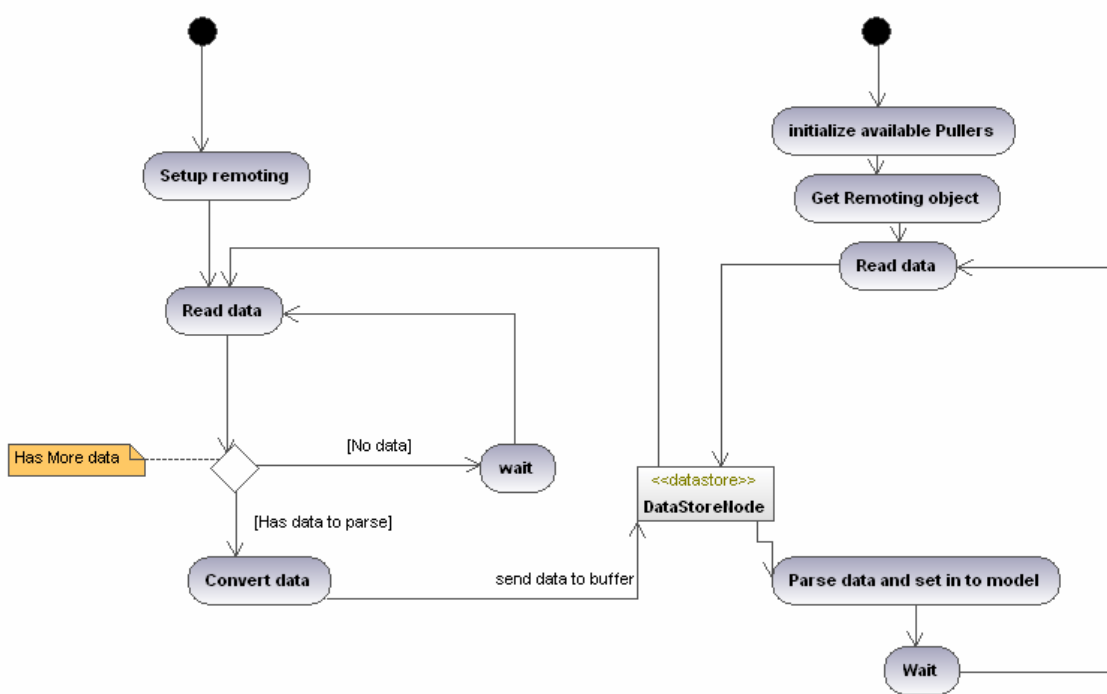 initialize available Pullers
Setup remoting
Get Remoting object
Read data
Read data
[No data]
Has More data
wait
<<datastore>>
DataStoreNode
[Has data to parse]
Convert data
send data to buffer
Parse data and set in to model
Wait